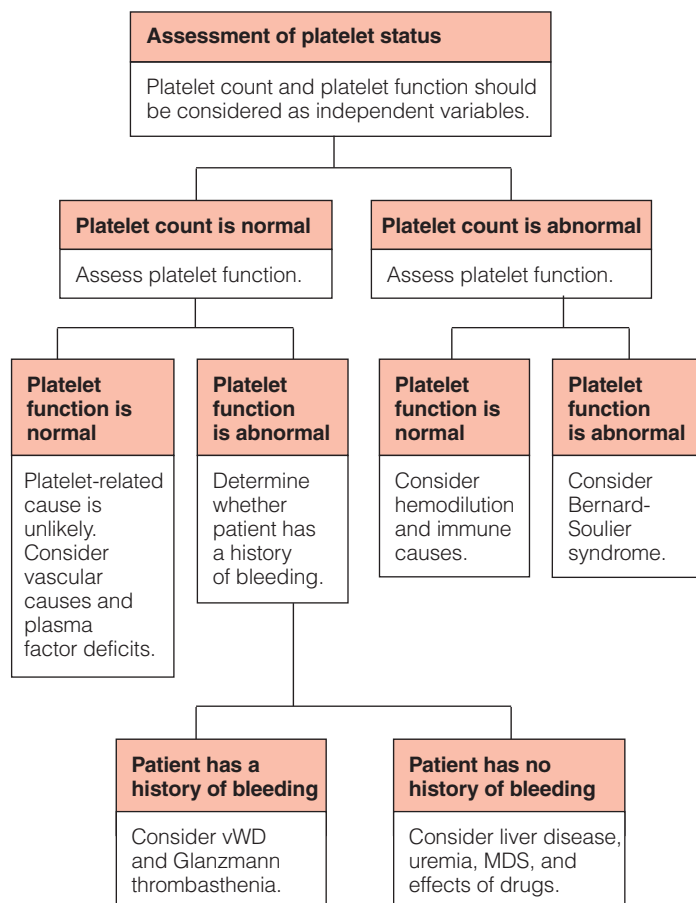 Assessment of platelet status
Platelet count and platelet function should
be considered as independent variables.
Platelet count is normal
Assess platelet function.
Platelet count is abnormal
Assess platelet function.
Platelet
function is
normal
Platelet-related
cause is
unlikely.
Consider
vascular
causes and
plasma
factor deficits.
Platelet
function
is abnormal
Determine
whether
patient has
a history
of bleeding.
Platelet
function is
normal
Consider
hemodilution
and immune
causes.
Platelet
function
is abnormal
Consider
Bernard-
Soulier
syndrome.
Patient has a
history of bleeding
Consider vWD
and Glanzmann
thrombasthenia.
Patient has no
history of bleeding
Consider liver disease,
uremia, MDS, and
effects of drugs.